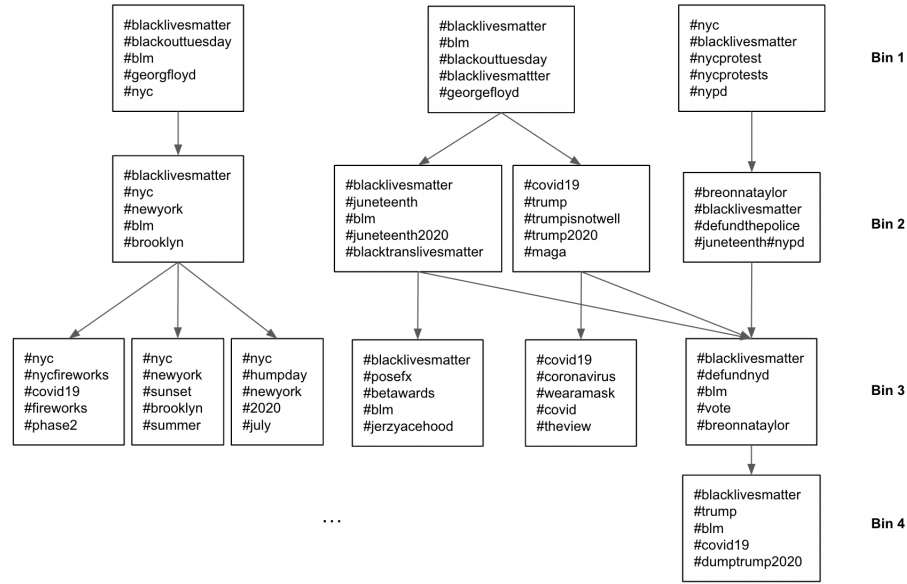 #blacklivesmatter
#blackouttuesday
#blm
#georgfloyd
#nyc
#blacklivesmatter
#blm
#blackouttuesday
#blacklivesmattter
#georgefloyd
#nyc
#blacklivesmatter
#nycprotest
#nycprotests
#nypd
Bin 1
#blacklivesmatter
#nyc
#newyork
#blm
#brooklyn
#blacklivesmatter
#juneteenth
#blm
#juneteenth2020
#blacktranslivesmatter
#covid19
#trump
#trumpisnotwell
#trump2020
#maga
#breonnataylor
#blacklivesmatter
#defundthepolice
#juneteenth#nypd
Bin 2
#nyc
#nycfireworks
#covid19
#fireworks
#phase2
#nyc
#newyork
#sunset
#brooklyn
#summer
#nyc
#humpday
#newyork
#2020
#july
#blacklivesmatter
#posefx
#betawards
#blm
#jerzyacehood
#covid19
#coronavirus
#wearamask
#covid
#theview
#blacklivesmatter
#defundnyd
#blm
#vote
#breonnataylor
Bin 3
...
#blacklivesmatter
#trump
#blm
#covid19
#dumptrump2020
Bin 4